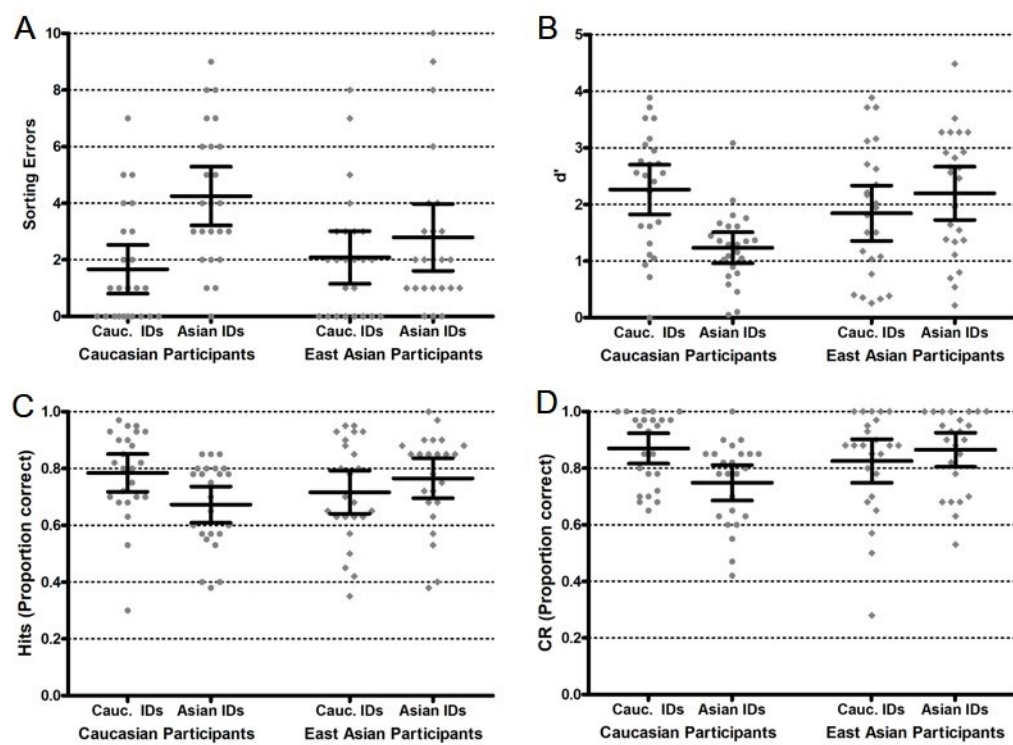 A
Sorting Errors
10
8
6
4
2
0
Cauc. IDs Asian IDs Cauc. IDs Asian IDs
Caucasian Participants East Asian Participants
B
d'
5
4
3
2
1
0
Cauc. IDs Asian IDs Cauc. IDs Asian IDs
Caucasian Participants East Asian Participants
C
Hits (Proportion correct)
1.0
0.8
0.6
0.4
0.2
0.0
Cauc. IDs Asian IDs Cauc. IDs Asian IDs
Caucasian Participants East Asian Participants
D
CR (Proportion correct)
1.0
0.8
0.6
0.4
0.2
0.0
Cauc. IDs Asian IDs Cauc. IDs Asian IDs
Caucasian Participants East Asian Participants